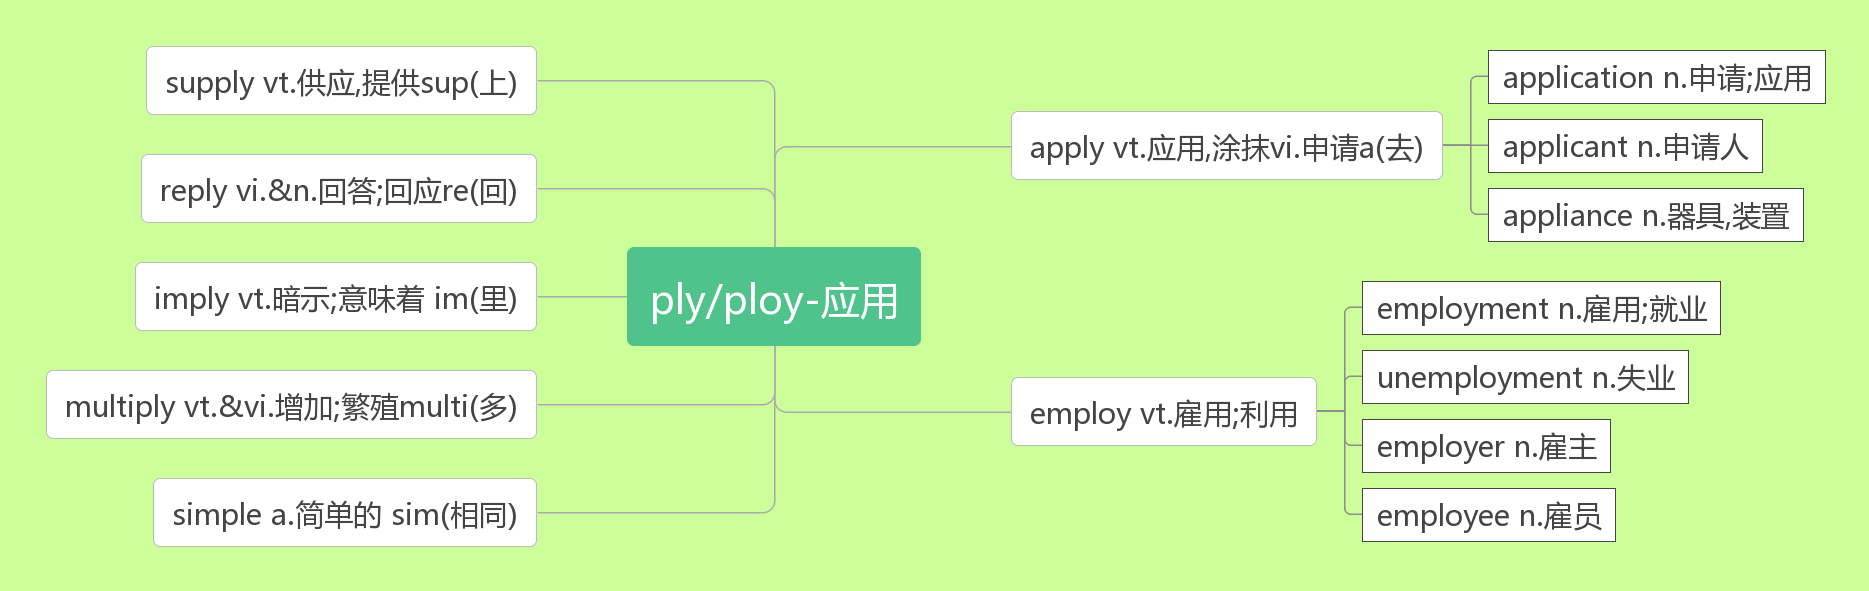 supply vt.供应,提供sup(上)
reply vi.&n.回答;回应re(回)
imply vt.暗示;意味着 im(里)
multiply vt.&vi.增加;繁殖multi(多)
simple a.简单的 sim(相同)
ply/ploy-应用
apply vt.应用,涂抹vi.申请a(去)
application n.申请;应用
applicant n.申请人
appliance n.器具,装置
employ vt.雇用;利用
employment n.雇用;就业
unemployment n.失业
employer n.雇主
employee n.雇员